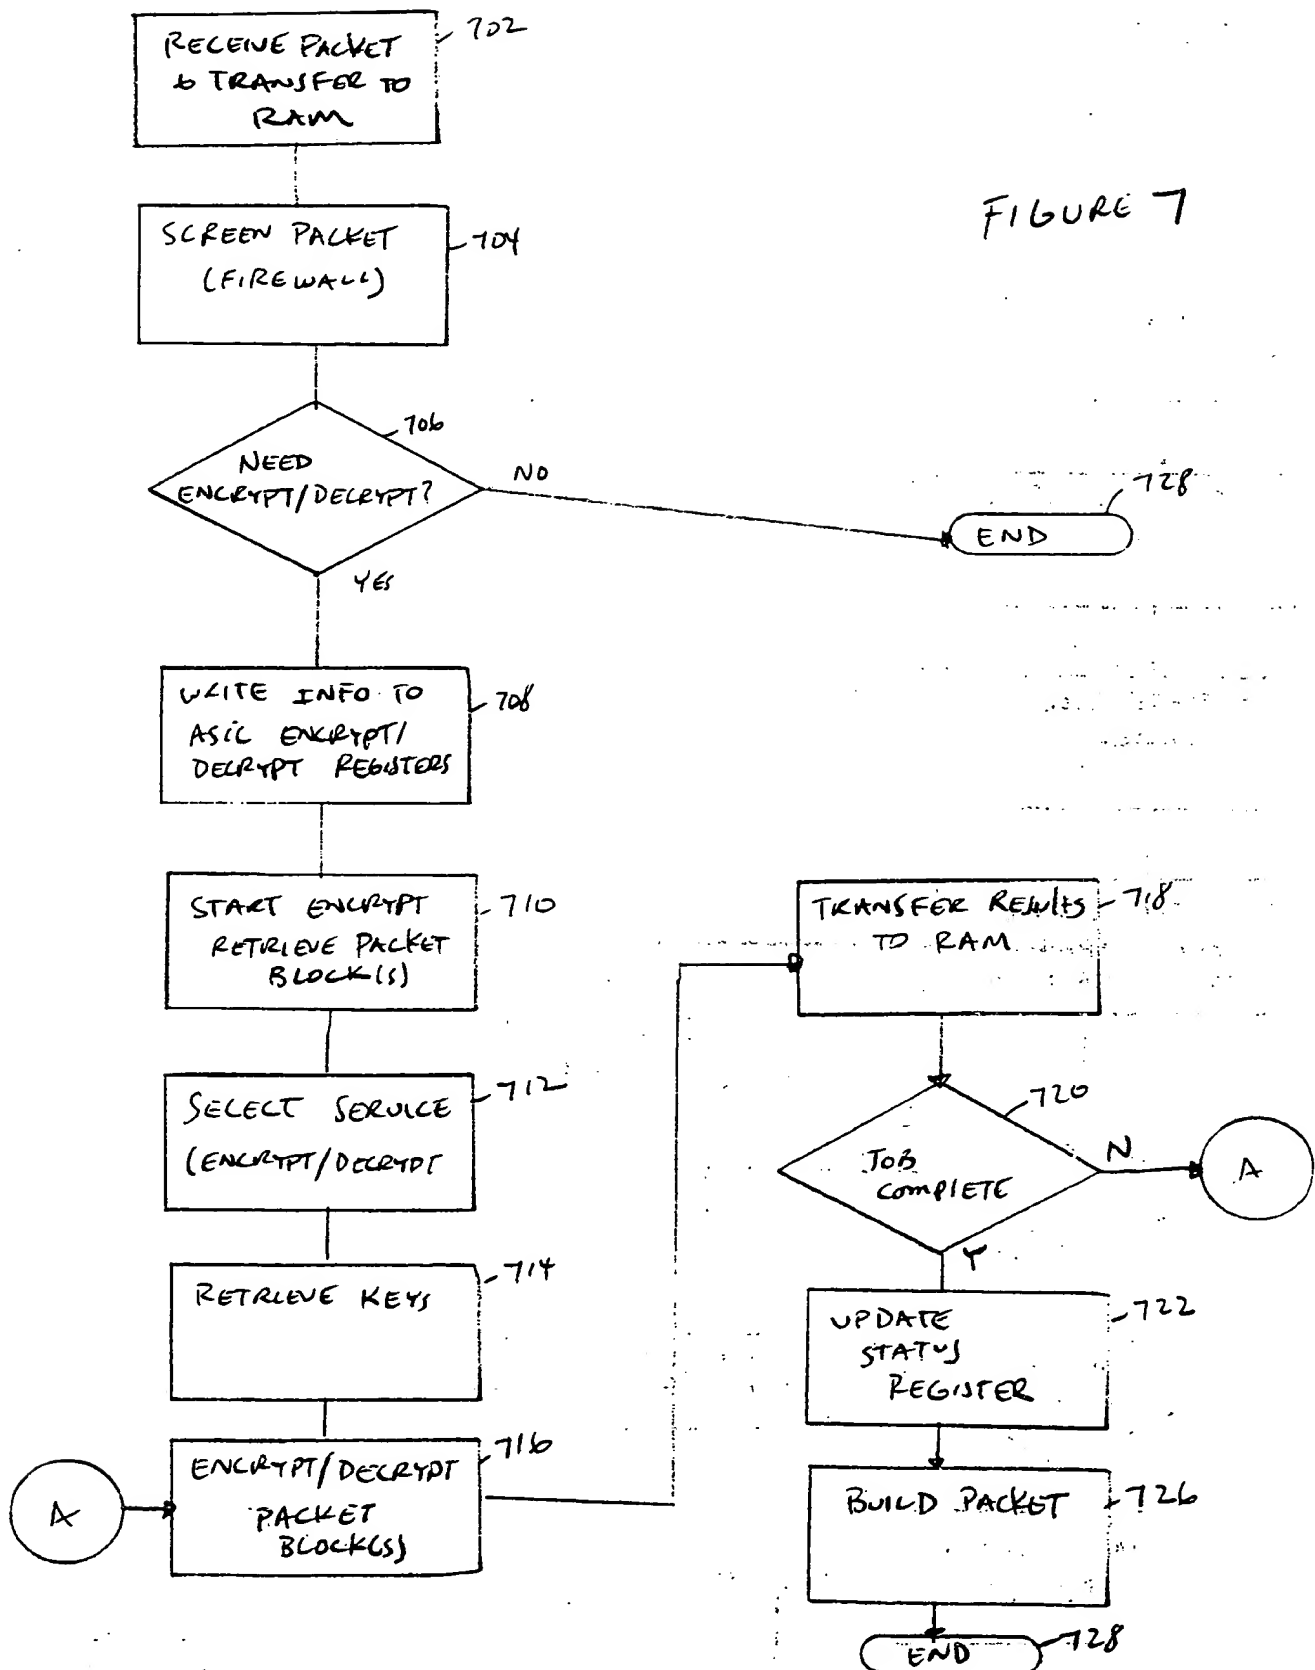 RECEIVE PACKET
& TRANSFER TO
RAM
702
SCREEN PACKET
(FIREWALL)
704
FIGURE 7
706
NEED
ENCRYPT/DECRYPT?
NO
728
END
YES
WRITE INFO TO
ASIC ENCRYPT/
DECRYPT REGISTERS
708
START ENCRYPT
RETRIEVE PACKET
BLOCK(S)
710
SELECT SERVICE
(ENCRYPT/DECRYPT
712
RETRIEVE KEYS
714
A
ENCRYPT/DECRYPT
PACKET
BLOCK(S)
716
TRANSFER RESULTS
TO RAM
718
720
JOB
COMPLETE
N
A
Y
UPDATE
STATUS
REGISTER
722
BUILD PACKET
726
END
728